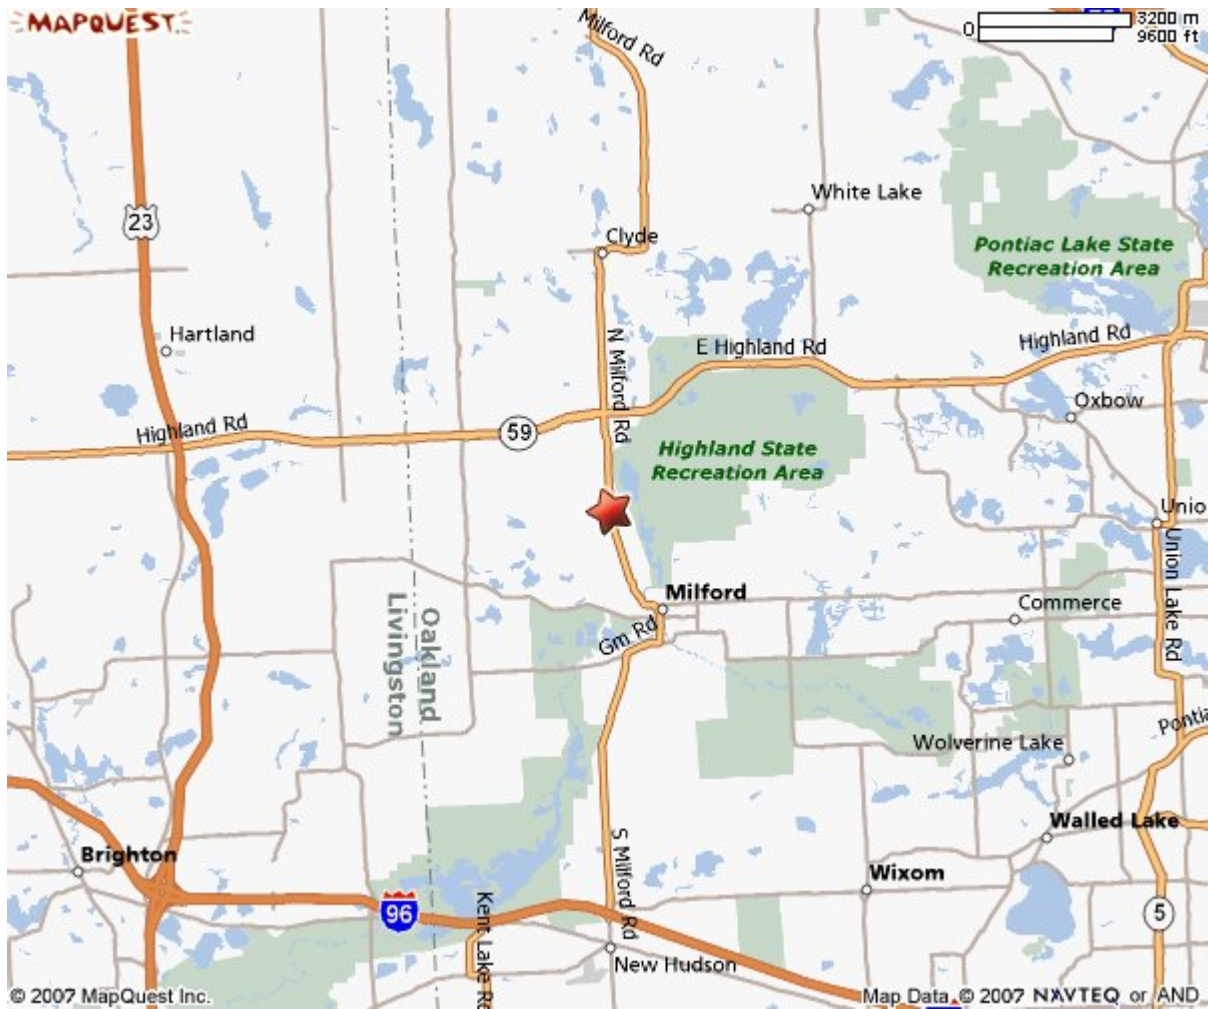 MAPQUEST
Milford Rd
0
3200 m
9600 ft
23
White Lake
Clyde
Pontiac Lake State
Recreation Area
Hartland
N Milford Rd
E Highland Rd
Highland Rd
Oxbow
Highland Rd
59
Highland State
Recreation Area
Unio
Union Lake Rd
Milford
Commerce
Oakland
Livingston
Gm Rd
Pontia
Wolverine Lake
Walled Lake
Brighton
S Milford Rd
Wixom
96
Kent Lake Rd
5
New Hudson
© 2007 MapQuest Inc.
Map Data © 2007 NAVTEQ or AND